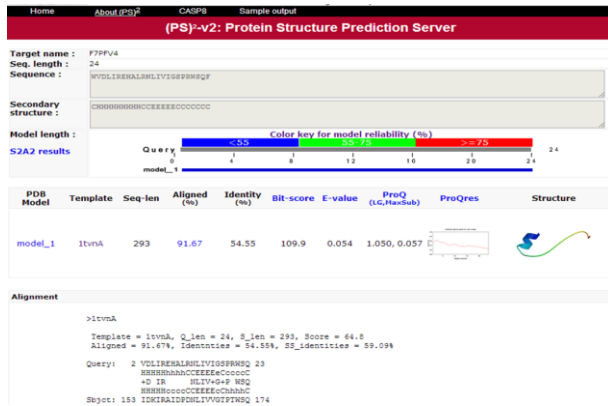 Home About (PS)² CASP8 Sample output
(PS)²-v2: Protein Structure Prediction Server
Target name : F7PFV4
Seq. length : 24
Sequence : WVDLIREHALRNLIVIGSPRWSQF
Secondary structure : CHHHHHHHHHCCEEEEECCCCCCC
Model length :
Color key for model reliability (%)
<55 55-75 >=75
S2A2 results
Query 24
0 4 8 12 16 20 24
model_1
PDB Model Template Seq-len Aligned (%) Identity (%) Bit-score E-value ProQ (LG,MaxSub) ProQres Structure
model_1 1tvnA 293 91.67 54.55 109.9 0.054 1.050, 0.057
Alignment
>1tvnA
Template = 1tvnA, Q_len = 24, S_len = 293, Score = 64.8
Aligned = 91.67%, Identnties = 54.55%, SS_identities = 59.09%
Query: 2 VDLIREHALRNLIVIGSPRWSQ 23
HHHHHhhhhCCEEEEeCccccC
+D IR NLIV+G+P WSQ
HHHHHccccCCEEEEcChhhhC
Sbjct: 153 IDKIRAIDPDNLIVVGTPTWSQ 174